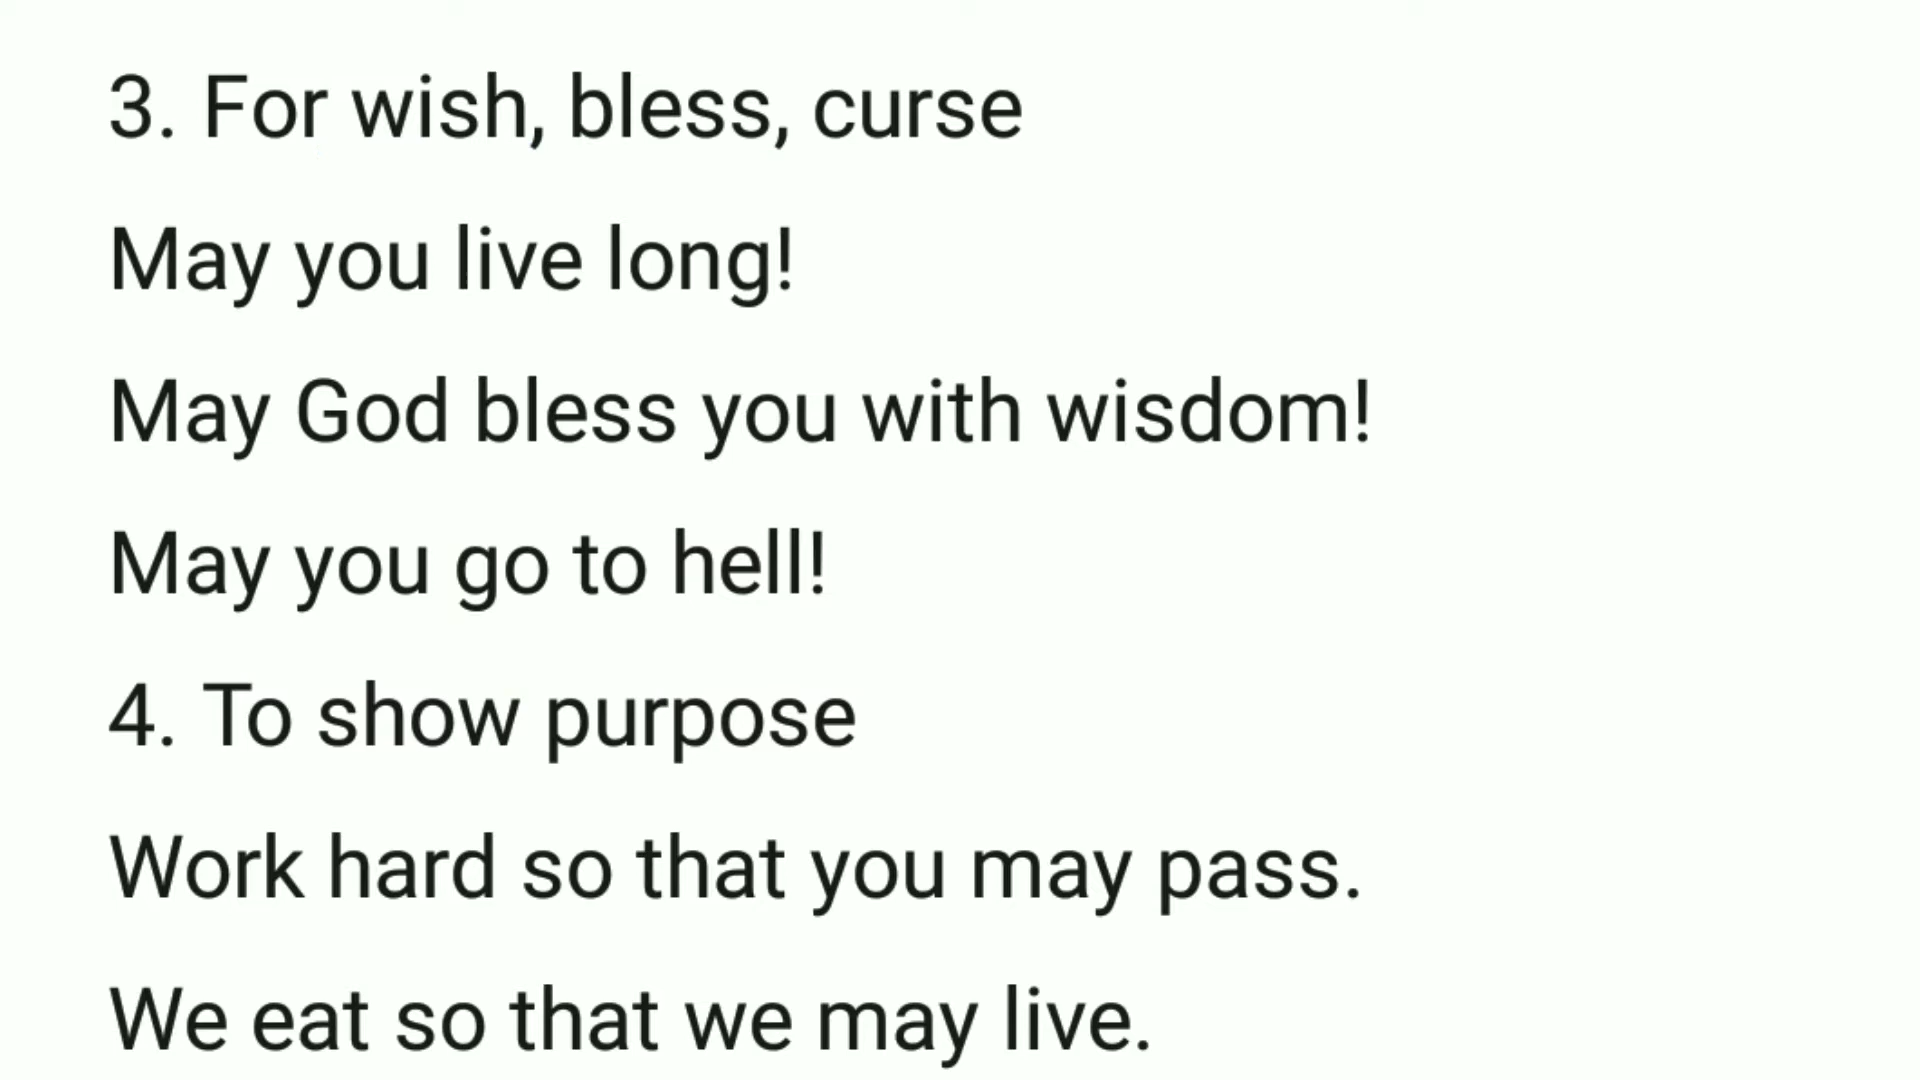 3. For wish, bless, curse
May you live long!
May God bless you with wisdom!
May you go to hell!
4. To show purpose
Work hard so that you may pass.
We eat so that we may live.